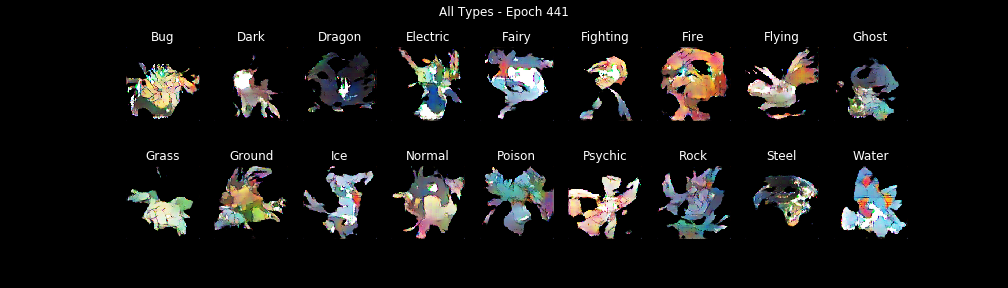 All Types - Epoch 441
Bug Dark Dragon Electric Fairy Fighting Fire Flying Ghost
Grass Ground Ice Normal Poison Psychic Rock Steel Water